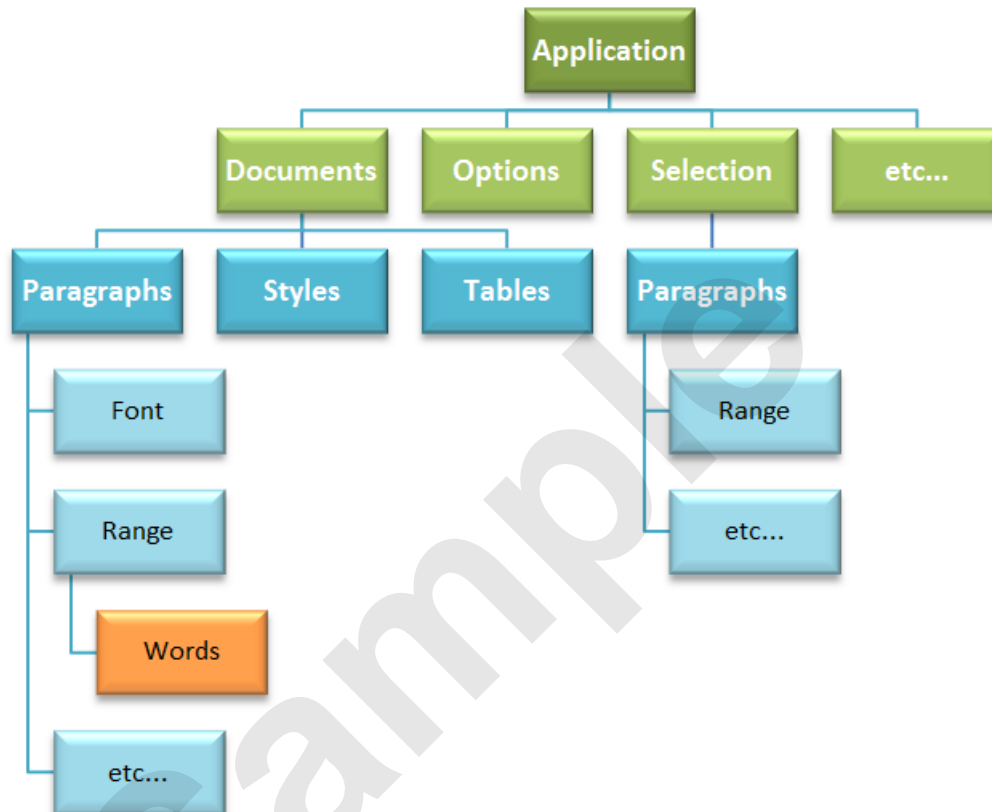 Application
Documents Options Selection etc...
Paragraphs Styles Tables Paragraphs
Font Range
Range etc...
Words
etc...
sample